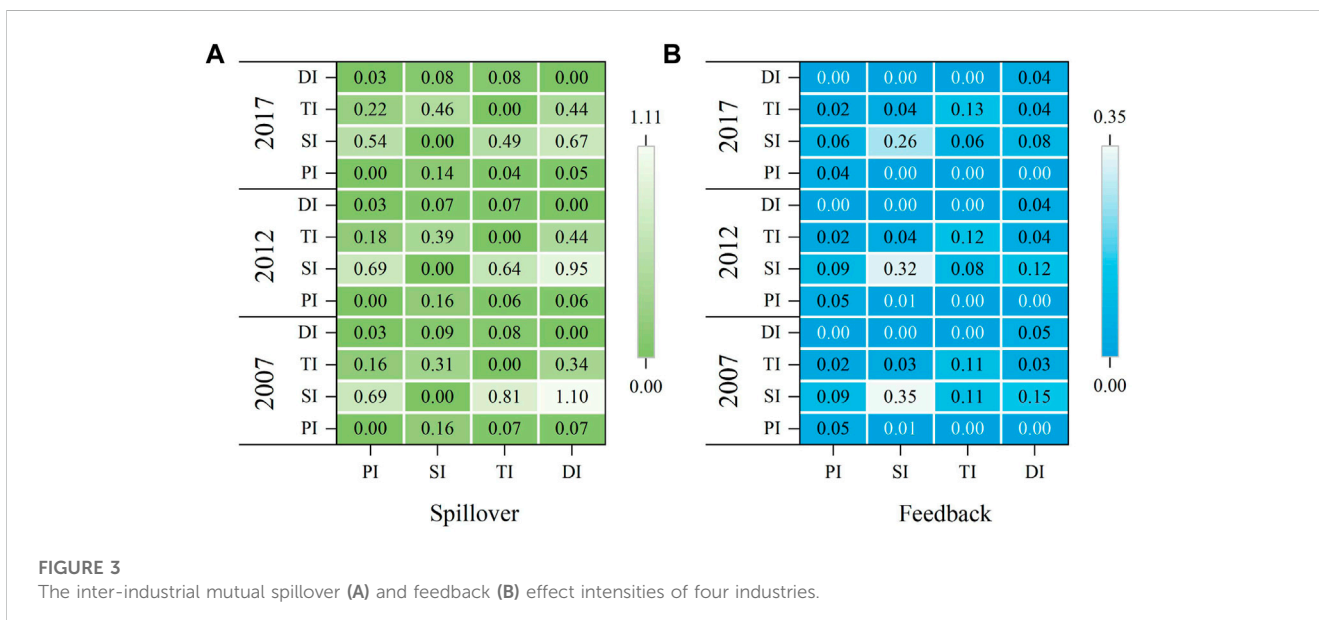 A
B
2017
DI 0.03 0.08 0.08 0.00
TI 0.22 0.46 0.00 0.44
SI 0.54 0.00 0.49 0.67
PI 0.00 0.14 0.04 0.05
2012
DI 0.03 0.07 0.07 0.00
TI 0.18 0.39 0.00 0.44
SI 0.69 0.00 0.64 0.95
PI 0.00 0.16 0.06 0.06
2007
DI 0.03 0.09 0.08 0.00
TI 0.16 0.31 0.00 0.34
SI 0.69 0.00 0.81 1.10
PI 0.00 0.16 0.07 0.07
PI SI TI DI
Spillover
1.11
0.00
2017
DI 0.00 0.00 0.00 0.04
TI 0.02 0.04 0.13 0.04
SI 0.06 0.26 0.06 0.08
PI 0.04 0.00 0.00 0.00
2012
DI 0.00 0.00 0.00 0.04
TI 0.02 0.04 0.12 0.04
SI 0.09 0.32 0.08 0.12
PI 0.05 0.01 0.00 0.00
2007
DI 0.00 0.00 0.00 0.05
TI 0.02 0.03 0.11 0.03
SI 0.09 0.35 0.11 0.15
PI 0.05 0.01 0.00 0.00
PI SI TI DI
Feedback
0.35
0.00
FIGURE 3
The inter-industrial mutual spillover (A) and feedback (B) effect intensities of four industries.